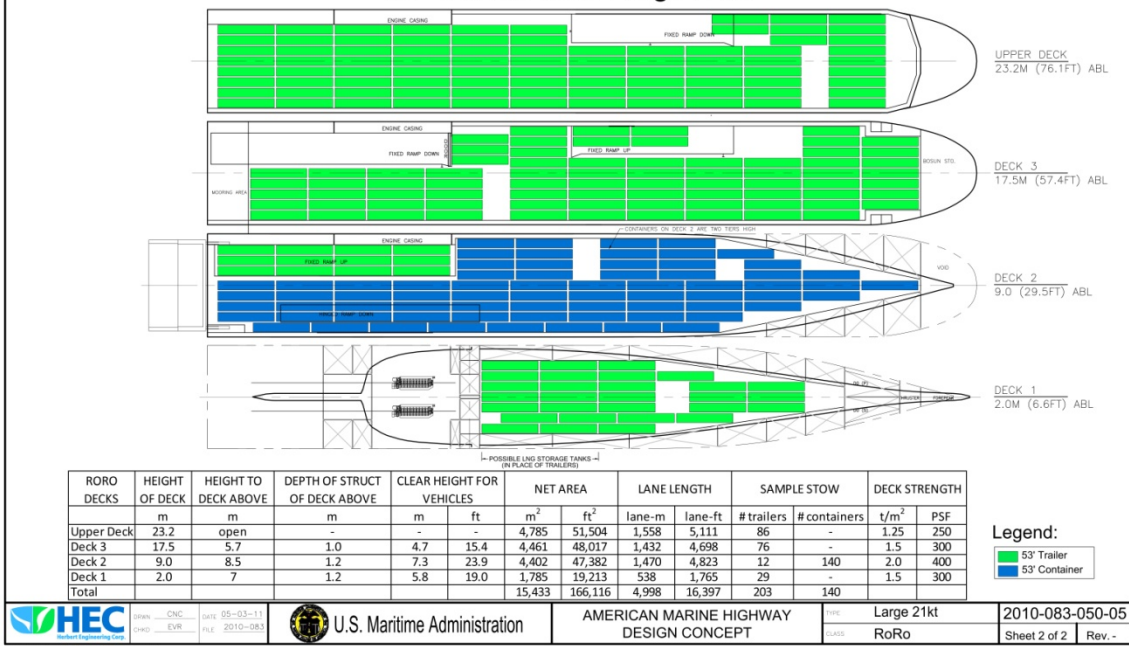 ENGINE CASING
FIXED RAMP DOWN
UPPER DECK
23.2M (76.1FT) ABL
ENGINE CASING
FIXED RAMP DOWN
FIXED RAMP UP
MOORING AREA
BOSUN STO.
DECK 3
17.5M (57.4FT) ABL
CONTAINERS ON DECK 2 ARE TWO TIERS HIGH
ENGINE CASING
FIXED RAMP UP
HINGED RAMP DOWN
VOID
DECK 2
9.0 (29.5FT) ABL
THRUSTER
FOREPEAK
DECK 1
2.0M (6.6FT) ABL
POSSIBLE LNG STORAGE TANKS
(IN PLACE OF TRAILERS)
RORO DECKS HEIGHT OF DECK HEIGHT TO DECK ABOVE DEPTH OF STRUCT OF DECK ABOVE CLEAR HEIGHT FOR VEHICLES NET AREA LANE LENGTH SAMPLE STOW DECK STRENGTH
m m m m ft m² ft² lane-m lane-ft # trailers # containers t/m² PSF
Upper Deck 23.2 open - - - 4,785 51,504 1,558 5,111 86 - 1.25 250
Deck 3 17.5 5.7 1.0 4.7 15.4 4,461 48,017 1,432 4,698 76 - 1.5 300
Deck 2 9.0 8.5 1.2 7.3 23.9 4,402 47,382 1,470 4,823 12 140 2.0 400
Deck 1 2.0 7 1.2 5.8 19.0 1,785 19,213 538 1,765 29 - 1.5 300
Total 15,433 166,116 4,998 16,397 203 140
Legend:
53' Trailer
53' Container
HEC
Herbert Engineering Corp.
DRWN CNC DATE 05-03-11
CHKD EVR FILE 2010-083
U.S. Maritime Administration
AMERICAN MARINE HIGHWAY
DESIGN CONCEPT
TYPE Large 21kt
CLASS RoRo
2010-083-050-05
Sheet 2 of 2 Rev. -